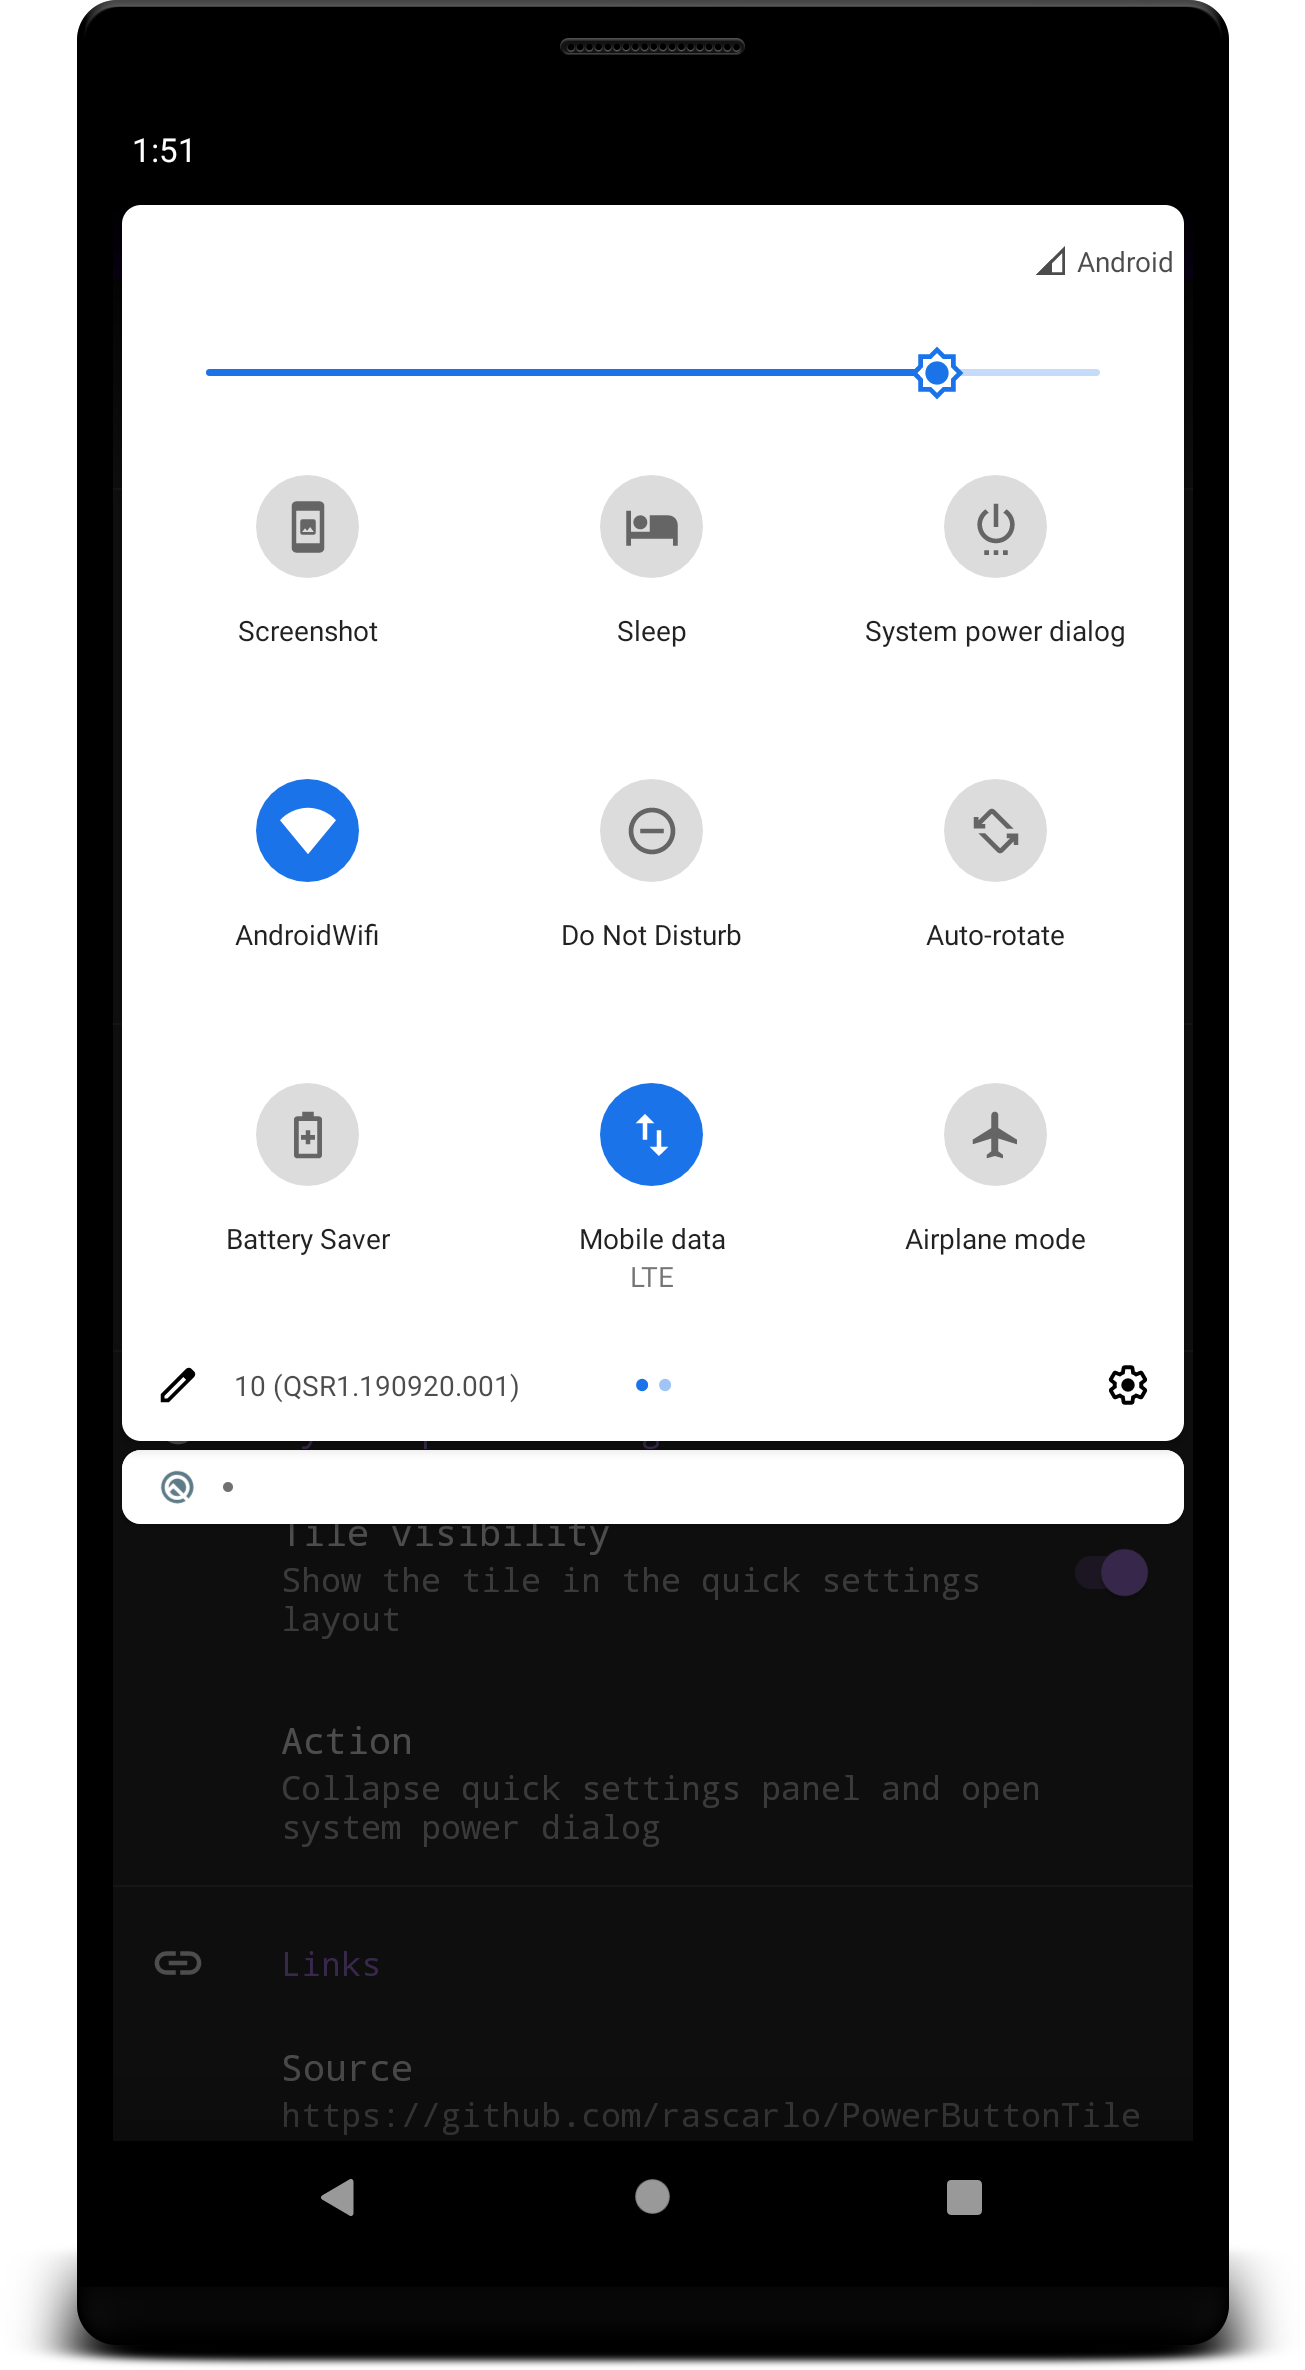 1:51
Android
Screenshot
Sleep
System power dialog
AndroidWifi
Do Not Disturb
Auto-rotate
Battery Saver
Mobile data
Airplane mode
LTE
10 (QSR1.190920.001)
Tile visibility
Show the tile in the quick settings
layout
Action
Collapse quick settings panel and open
system power dialog
Links
Source
https://github.com/rascarlo/PowerButtonTile